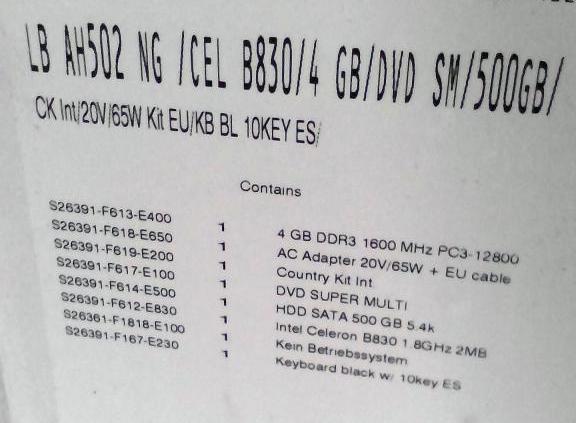 LB AH502 NG /CEL B830/4 GB/DVD SM/500GB/
CK Int/20V/65W Kit EU/KB BL 10KEY ES/
Contains
S26391-F613-E400 1 4 GB DDR3 1600 MHz PC3-12800
S26391-F618-E650 1 AC Adapter 20V/65W + EU cable
S26391-F619-E200 1 Country Kit Int
S26391-F617-E100 1 DVD SUPER MULTI
S26391-F614-E500 1 HDD SATA 500 GB 5.4k
S26391-F612-E830 1 Intel Celeron B830 1.8GHz 2MB
S26361-F1818-E100 1 Kein Betriebssystem
S26391-F167-E230 1 Keyboard black w/ 10key ES